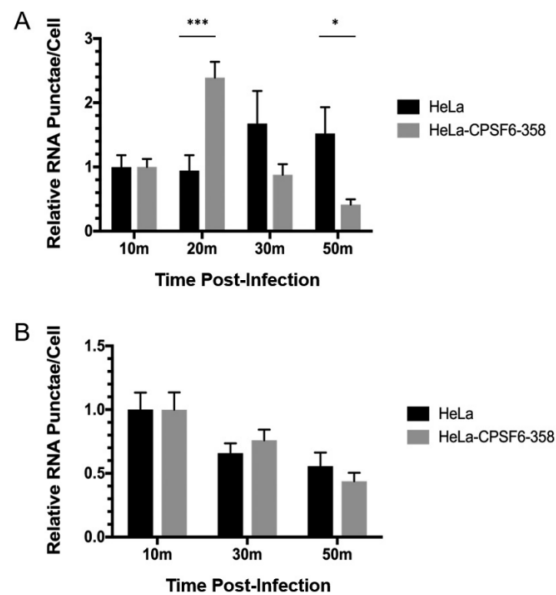 A
***
*
Relative RNA Punctae/Cell
3
2
1
0
10m 20m 30m 50m
Time Post-Infection
HeLa
HeLa-CPSF6-358
B
Relative RNA Punctae/Cell
1.5
1.0
0.5
0.0
10m 30m 50m
Time Post-Infection
HeLa
HeLa-CPSF6-358